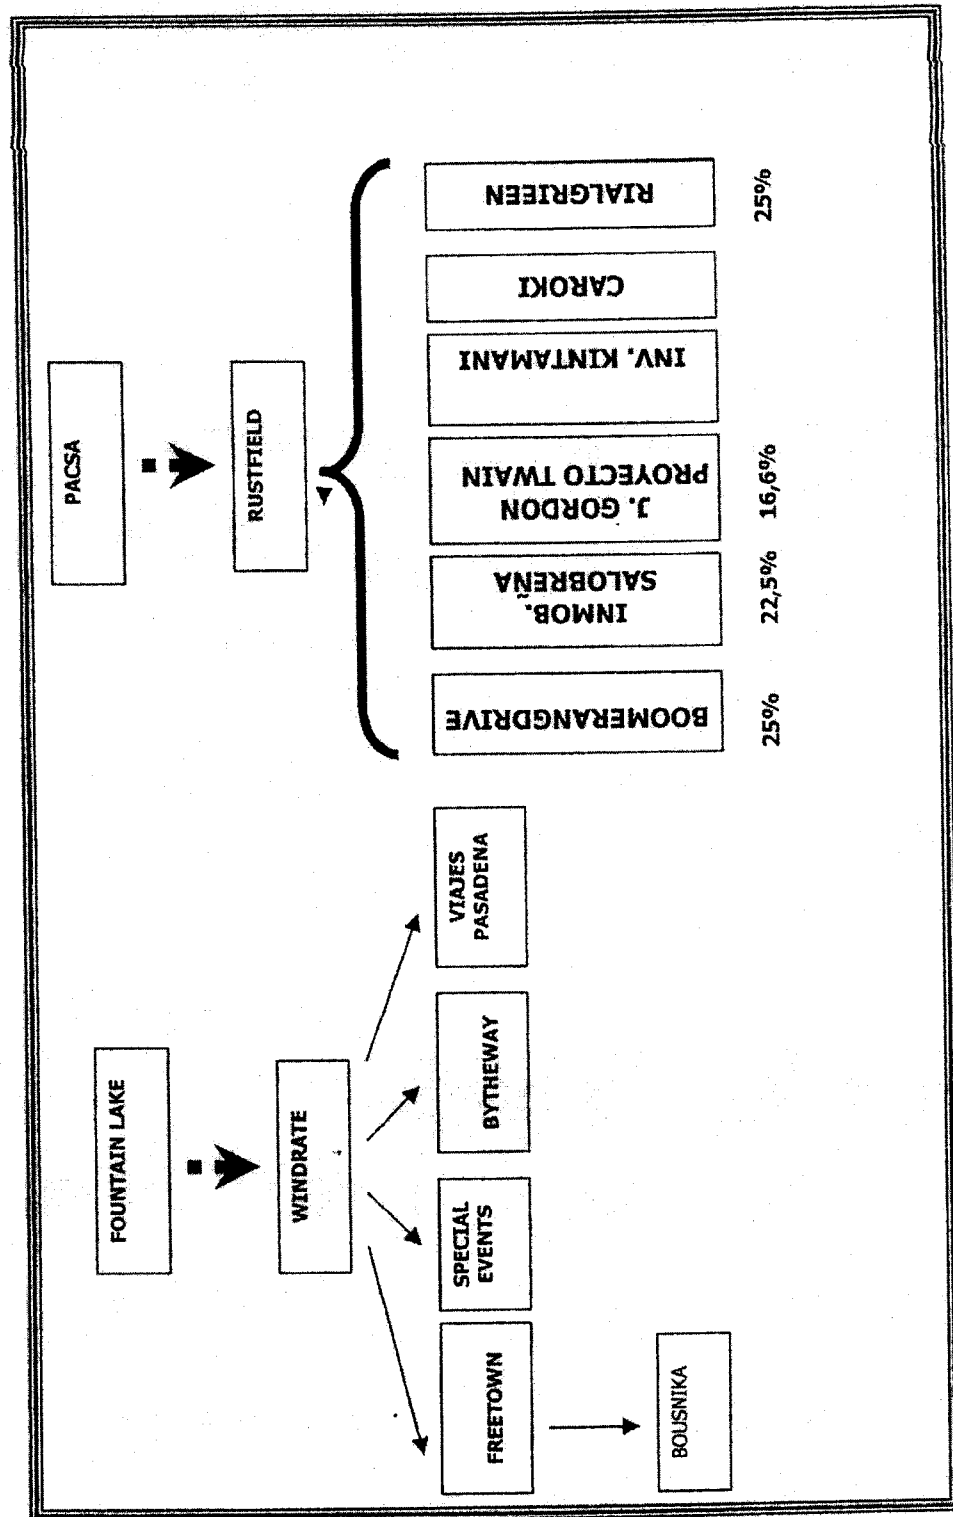 FOUNTAIN LAKE
PACSA
WINDRATE
RUSTFIELD
FREETOWN
SPECIAL
EVENTS
BYTHEWAY
VIAJES
PASADENA
BOOMERANGDRIVE
INMOB.
SALOBREÑA
J. GORDON
PROYECTO TWAIN
INV. KINTAMANI
CAROKI
RIALGRIEEN
BOUSNIKA
25%
22,5%
16,6%
25%